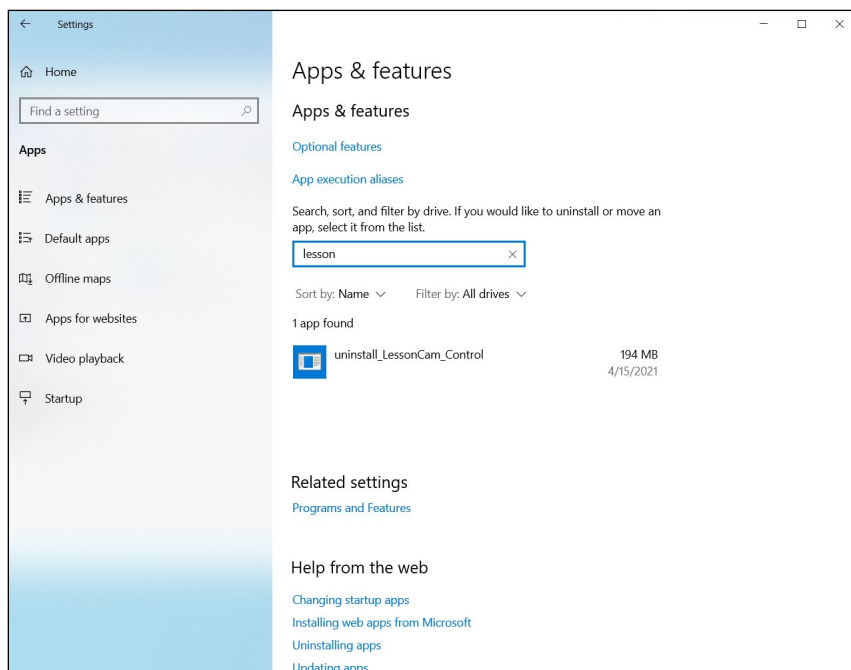 Settings
Home
Find a setting
Apps
Apps & features
Default apps
Offline maps
Apps for websites
Video playback
Startup
Apps & features
Apps & features
Optional features
App execution aliases
Search, sort, and filter by drive. If you would like to uninstall or move an
app, select it from the list.
lesson
Sort by: Name
Filter by: All drives
1 app found
uninstall_LessonCam_Control
194 MB
4/15/2021
Related settings
Programs and Features
Help from the web
Changing startup apps
Installing web apps from Microsoft
Uninstalling apps
Updating apps